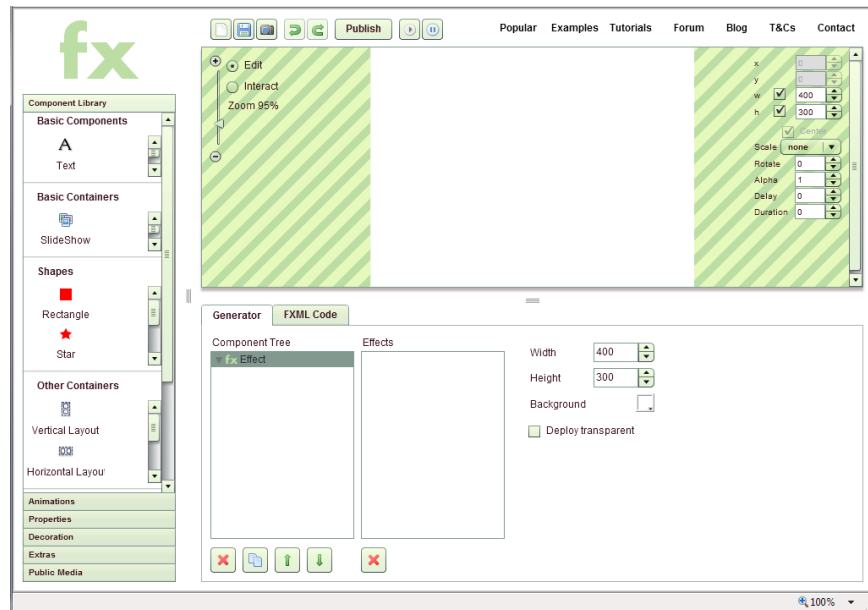 fx
Publish
Popular Examples Tutorials Forum Blog T&Cs Contact
Edit
Interact
Zoom 95%
x 0
y 0
w 400
h 300
Center
Scale none
Rotate 0
Alpha 1
Delay 0
Duration 0
Component Library
Basic Components
A
Text
Basic Containers
SlideShow
Shapes
Rectangle
Star
Other Containers
Vertical Layout
Horizontal Layou
Animations
Properties
Decoration
Extras
Public Media
Generator FXML Code
Component Tree Effects
fx Effect
Width 400
Height 300
Background
Deploy transparent
100%